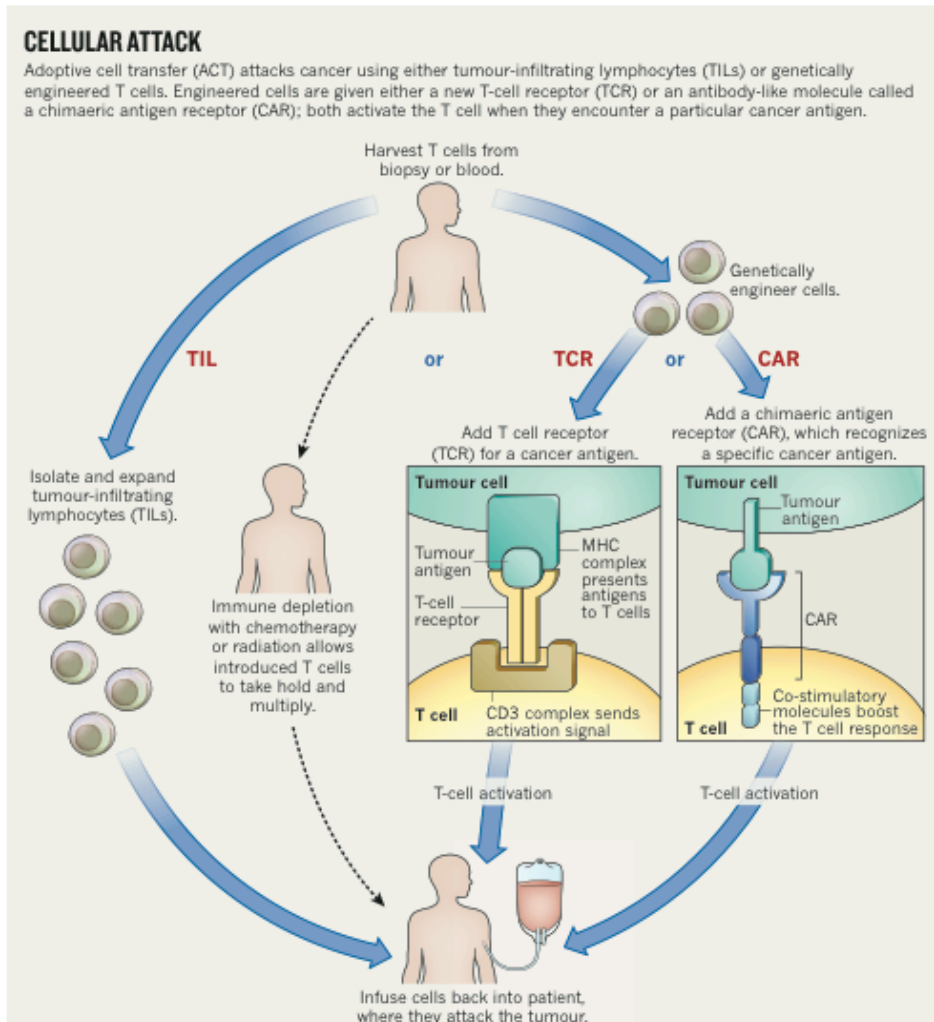 CELLULAR ATTACK
Adoptive cell transfer (ACT) attacks cancer using either tumour-infiltrating lymphocytes (TILs) or genetically
engineered T cells. Engineered cells are given either a new T-cell receptor (TCR) or an antibody-like molecule called
a chimaeric antigen receptor (CAR); both activate the T cell when they encounter a particular cancer antigen.
Harvest T cells from
biopsy or blood.
Genetically
engineer cells.
TIL
or
TCR
or
CAR
Isolate and expand
tumour-infiltrating
lymphocytes (TILs).
Immune depletion
with chemotherapy
or radiation allows
introduced T cells
to take hold and
multiply.
Add T cell receptor
(TCR) for a cancer antigen.
Tumour cell
Tumour
antigen
MHC
complex
presents
antigens
to T cells
T-cell
receptor
T cell
CD3 complex sends
activation signal
Add a chimaeric antigen
receptor (CAR), which recognizes
a specific cancer antigen.
Tumour cell
Tumour
antigen
CAR
Co-stimulatory
molecules boost
the T cell response
T cell
T-cell activation
T-cell activation
Infuse cells back into patient,
where they attack the tumour.